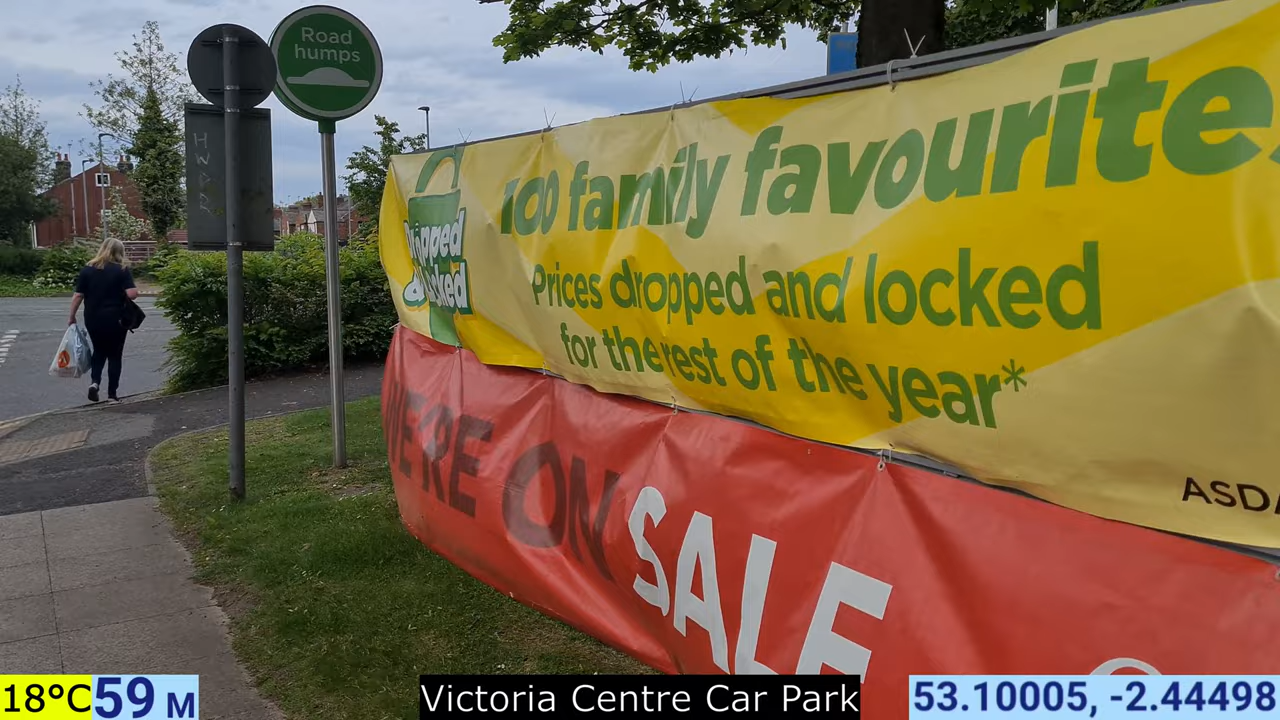 Road
humps
Dropped
& Locked
100 family favourites
Prices dropped and locked
for the rest of the year*
ASDA
WE'RE ON SALE
18°C 59 M
Victoria Centre Car Park
53.10005, -2.44498